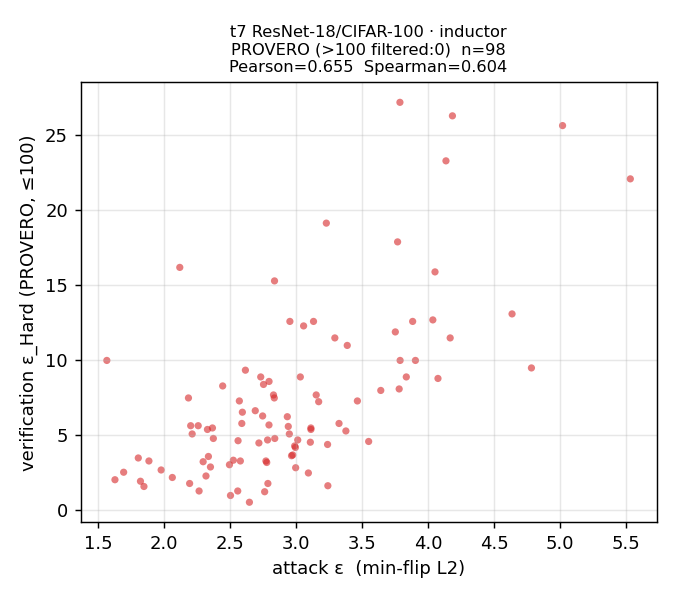 t7 ResNet-18/CIFAR-100 · inductor
PROVERO (>100 filtered:0)  n=98
Pearson=0.655  Spearman=0.604
verification ε_Hard (PROVERO, ≤100)
25
20
15
10
5
0
1.5 2.0 2.5 3.0 3.5 4.0 4.5 5.0 5.5
attack ε  (min-flip L2)